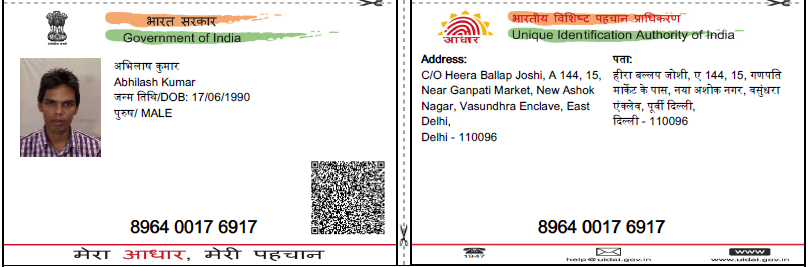 भारत सरकार
Government of India
अभिलाष कुमार
Abhilash Kumar
जन्म तिथि/DOB: 17/06/1990
पुरुष/ MALE
8964 0017 6917
मेरा आधार, मेरी पहचान
भारतीय विशिष्ट पहचान प्राधिकरण
Unique Identification Authority of India
आधार
Address:
C/O Heera Ballap Joshi, A 144, 15,
Near Ganpati Market, New Ashok
Nagar, Vasundhra Enclave, East
Delhi,
Delhi - 110096
पता:
हीरा बल्लप जोशी, ए 144, 15, गणपति
मार्केट के पास, नया अशोक नगर, वसुंधरा
एंक्लेव, पूर्वी दिल्ली,
दिल्ली - 110096
8964 0017 6917
1947
help@uidai.gov.in
www
www.uidai.gov.in